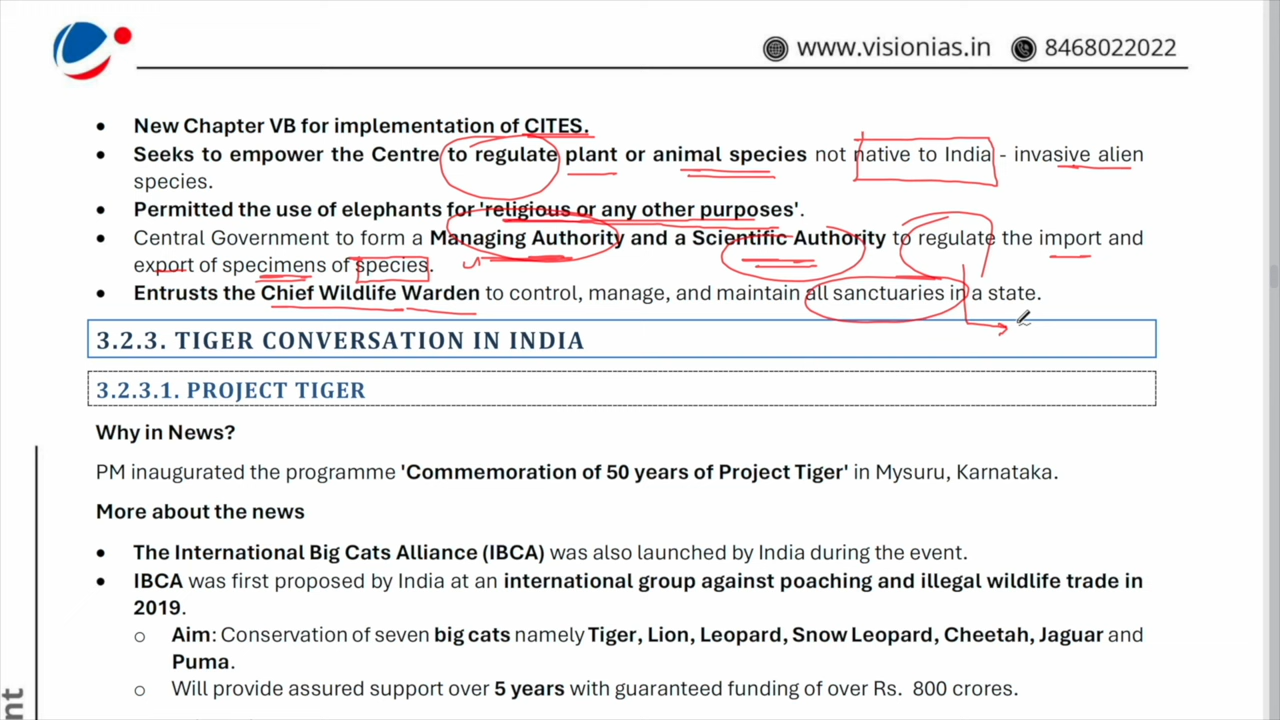 www.visionias.in 8468022022
• New Chapter VB for implementation of CITES.
• Seeks to empower the Centre to regulate plant or animal species not native to India - invasive alien
species.
• Permitted the use of elephants for 'religious or any other purposes'.
• Central Government to form a Managing Authority and a Scientific Authority to regulate the import and
export of specimens of species.
• Entrusts the Chief Wildlife Warden to control, manage, and maintain all sanctuaries in a state.
3.2.3. TIGER CONVERSATION IN INDIA
3.2.3.1. PROJECT TIGER
Why in News?
PM inaugurated the programme 'Commemoration of 50 years of Project Tiger' in Mysuru, Karnataka.
More about the news
• The International Big Cats Alliance (IBCA) was also launched by India during the event.
• IBCA was first proposed by India at an international group against poaching and illegal wildlife trade in
2019.
o Aim: Conservation of seven big cats namely Tiger, Lion, Leopard, Snow Leopard, Cheetah, Jaguar and
Puma.
o Will provide assured support over 5 years with guaranteed funding of over Rs. 800 crores.
nt